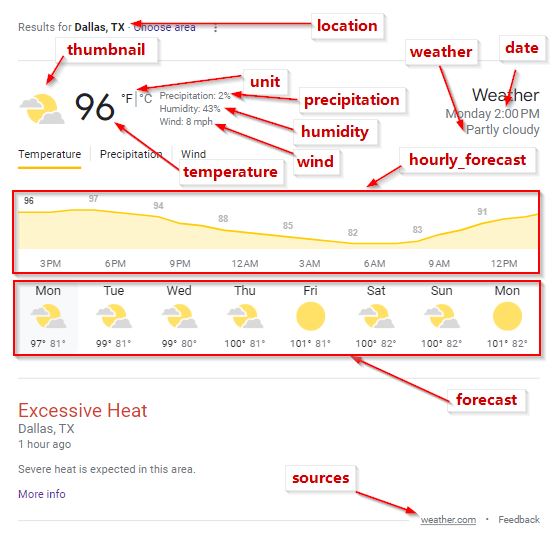 Results for Dallas, TX · Choose area
location
thumbnail
weather
date
unit
96 °F | °C
Precipitation: 2%
Humidity: 43%
Wind: 8 mph
precipitation
humidity
wind
temperature
Weather
Monday 2:00 PM
Partly cloudy
Temperature Precipitation Wind
hourly_forecast
96 97 94 88 85 82 83 91
3 PM 6 PM 9 PM 12 AM 3 AM 6 AM 9 AM 12 PM
Mon Tue Wed Thu Fri Sat Sun Mon
97° 81° 99° 81° 99° 80° 100° 81° 101° 81° 100° 82° 100° 82° 101° 82°
forecast
Excessive Heat
Dallas, TX
1 hour ago
Severe heat is expected in this area.
More info
sources
weather.com • Feedback